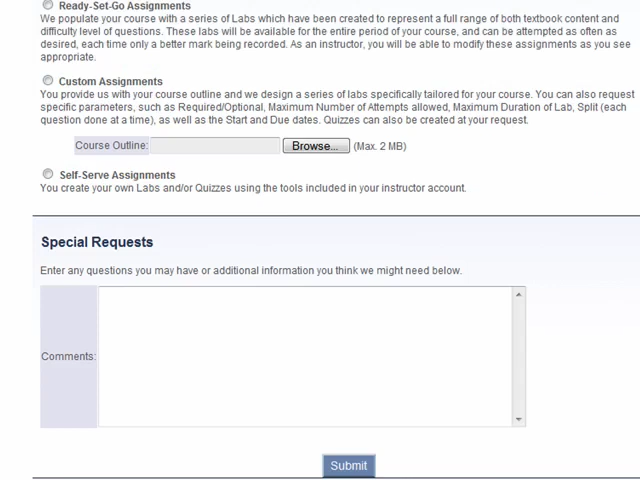 Ready-Set-Go Assignments
We populate your course with a series of Labs which have been created to represent a full range of both textbook content and
difficulty level of questions. These labs will be available for the entire period of your course, and can be attempted as often as
desired, each time only a better mark being recorded. As an instructor, you will be able to modify these assignments as you see
appropriate.
Custom Assignments
You provide us with your course outline and we design a series of labs specifically tailored for your course. You can also request
specific parameters, such as Required/Optional, Maximum Number of Attempts allowed, Maximum Duration of Lab, Split (each
question done at a time), as well as the Start and Due dates. Quizzes can also be created at your request.
Course Outline: Browse... (Max. 2 MB)
Self-Serve Assignments
You create your own Labs and/or Quizzes using the tools included in your instructor account.
Special Requests
Enter any questions you may have or additional information you think we might need below.
Comments:
Submit